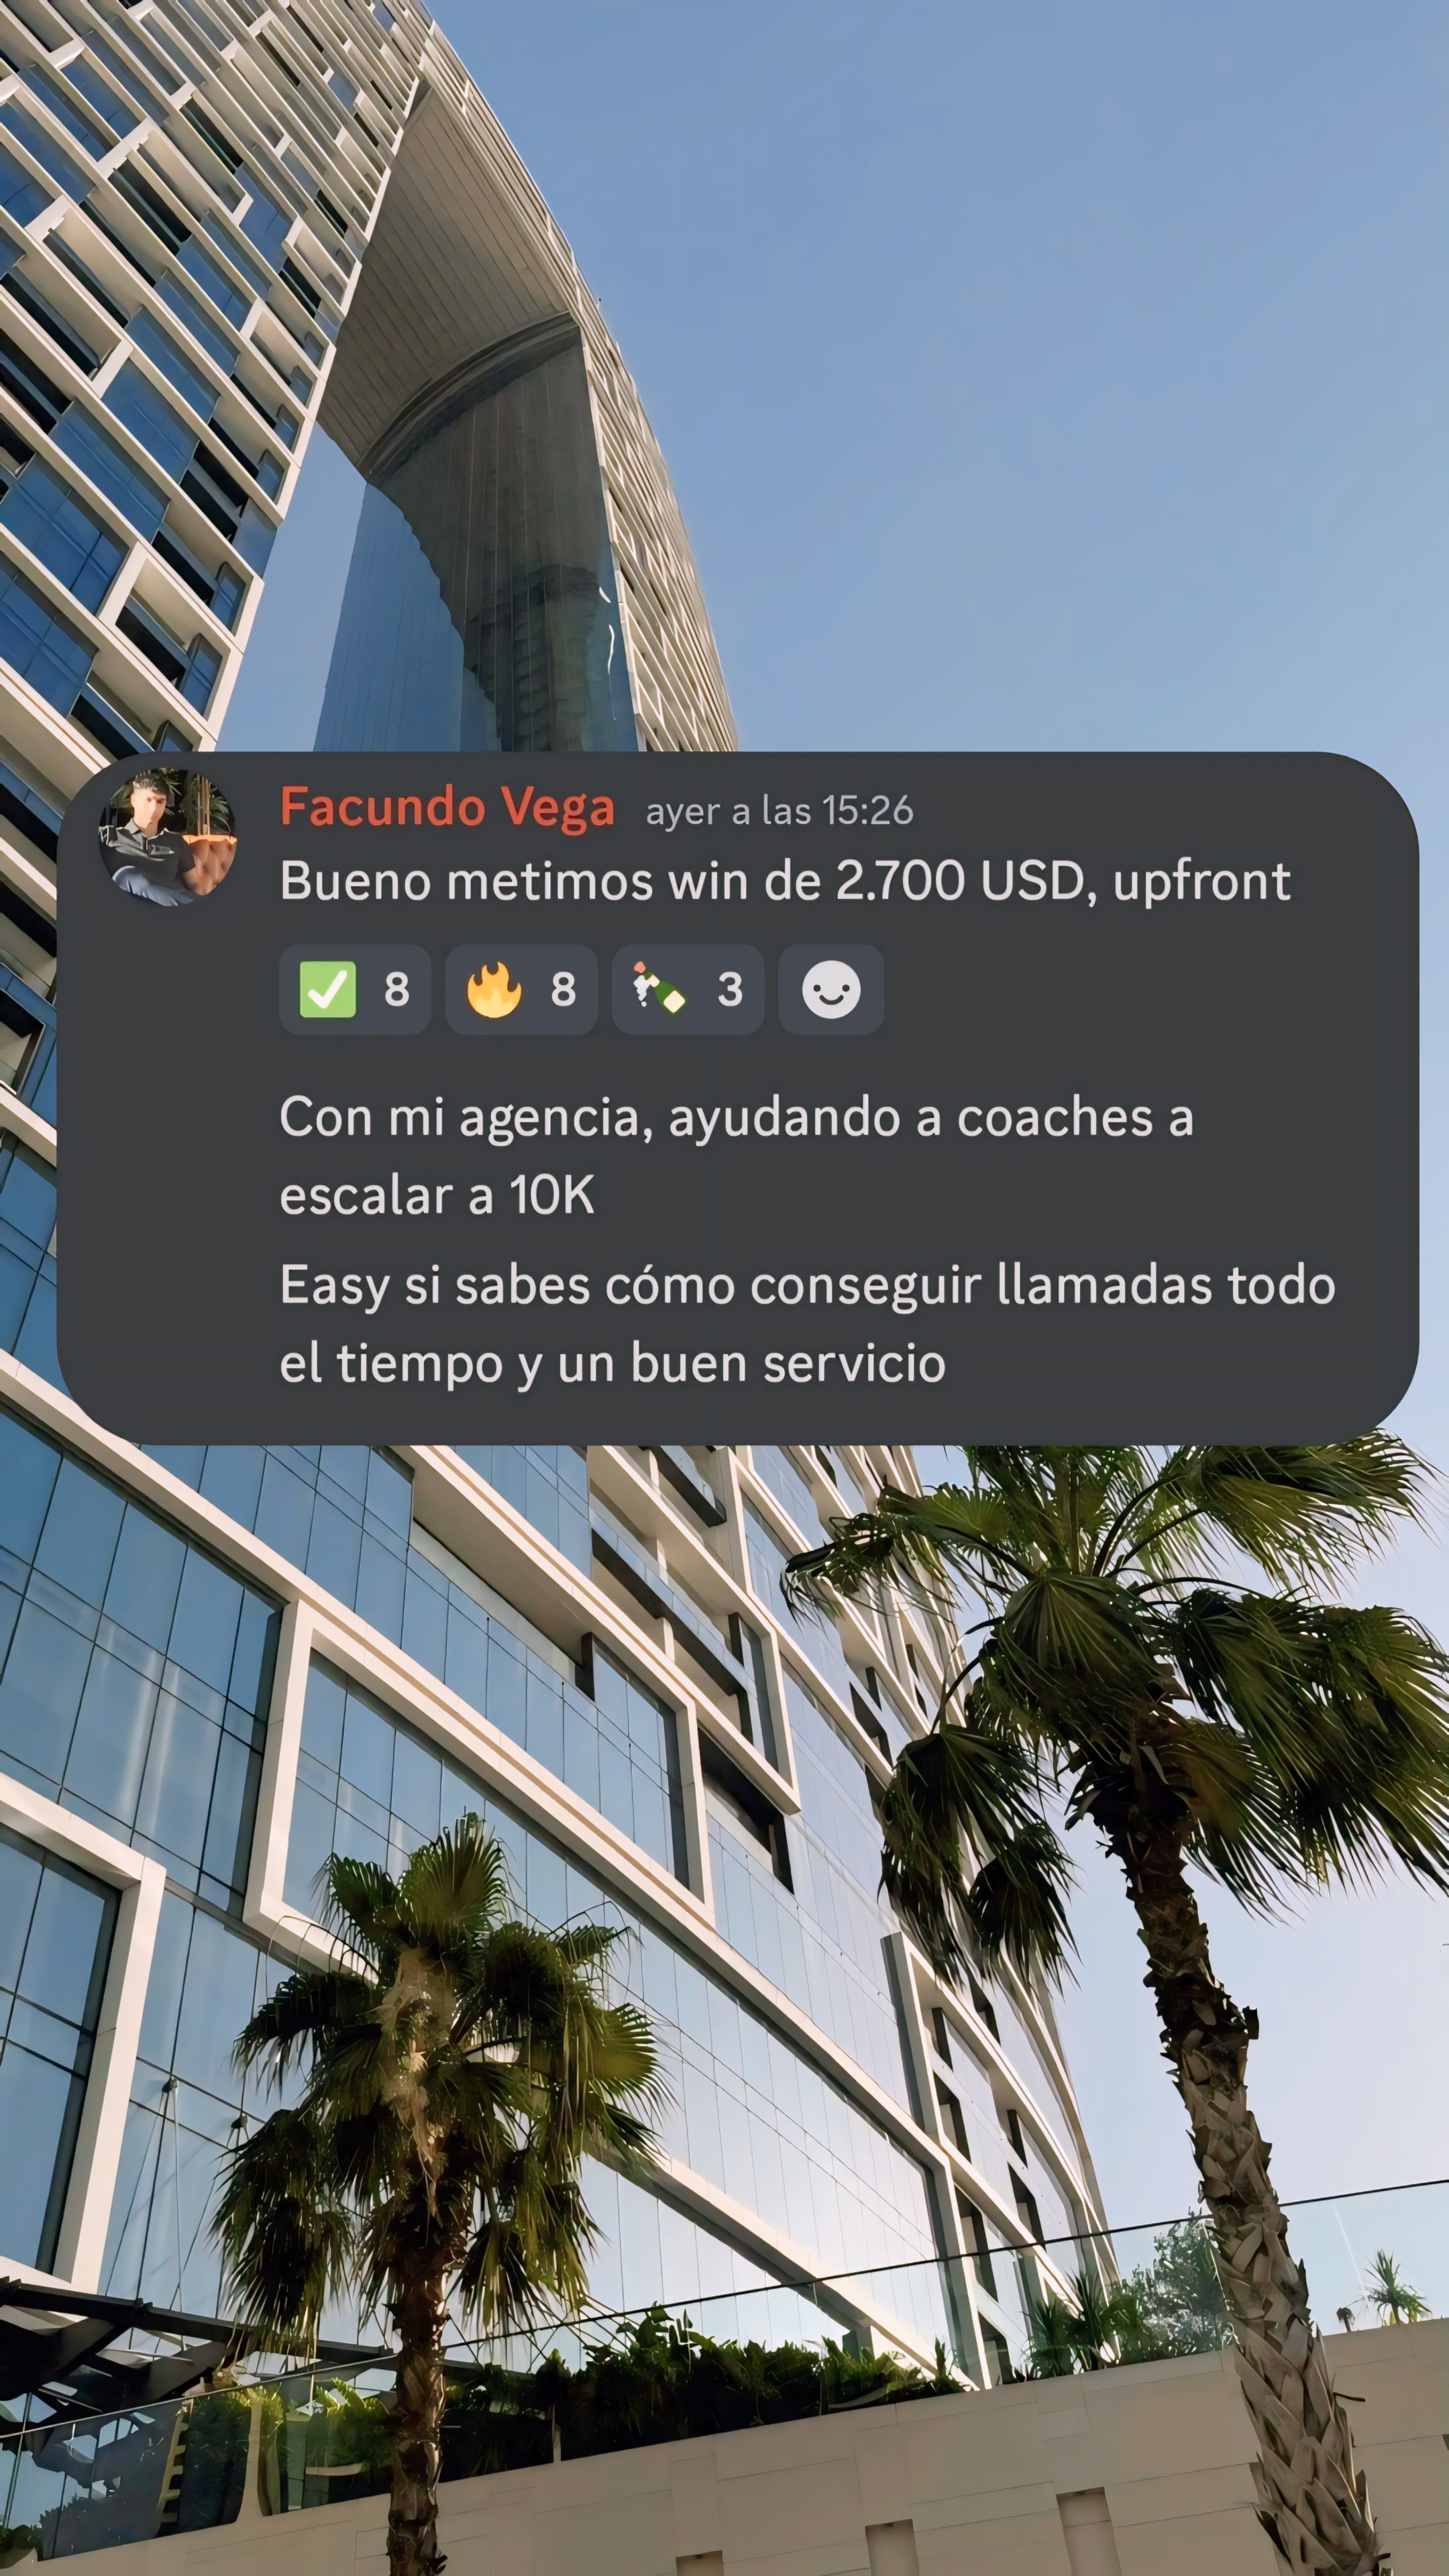 Facundo Vega ayer a las 15:26
Bueno metimos win de 2.700 USD, upfront
✅ 8 🔥 8 🍾 3
Con mi agencia, ayudando a coaches a
escalar a 10K
Easy si sabes cómo conseguir llamadas todo
el tiempo y un buen servicio